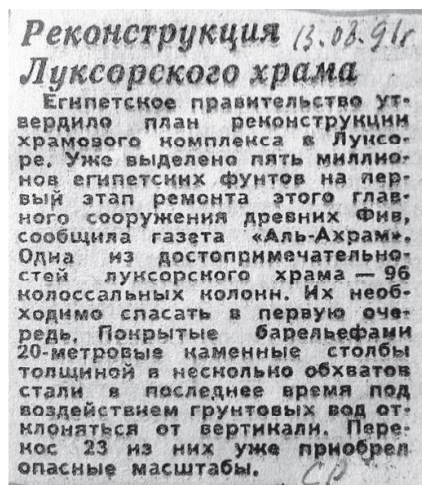 Реконструкция 13.08.91г
Луксорского храма
Египетское правительство ут-
вердило план реконструкции
храмового комплекса в Луксо-
ре. Уже выделено пять миллио-
нов египетских фунтов на пер-
вый этап ремонта этого глав-
ного сооружения древних Фив,
сообщила газета «Аль-Ахрам».
Одна из достопримечательно-
стей луксорского храма — 96
колоссальных колонн. Их необ-
ходимо спасать в первую оче-
редь. Покрытые барельефами
20-метровые каменные столбы
толщиной в несколько обхватов
стали в последнее время под
воздействием грунтовых вод от-
клоняться от вертикали. Пере-
кос 23 из них уже приобрел
опасные масштабы.
СР